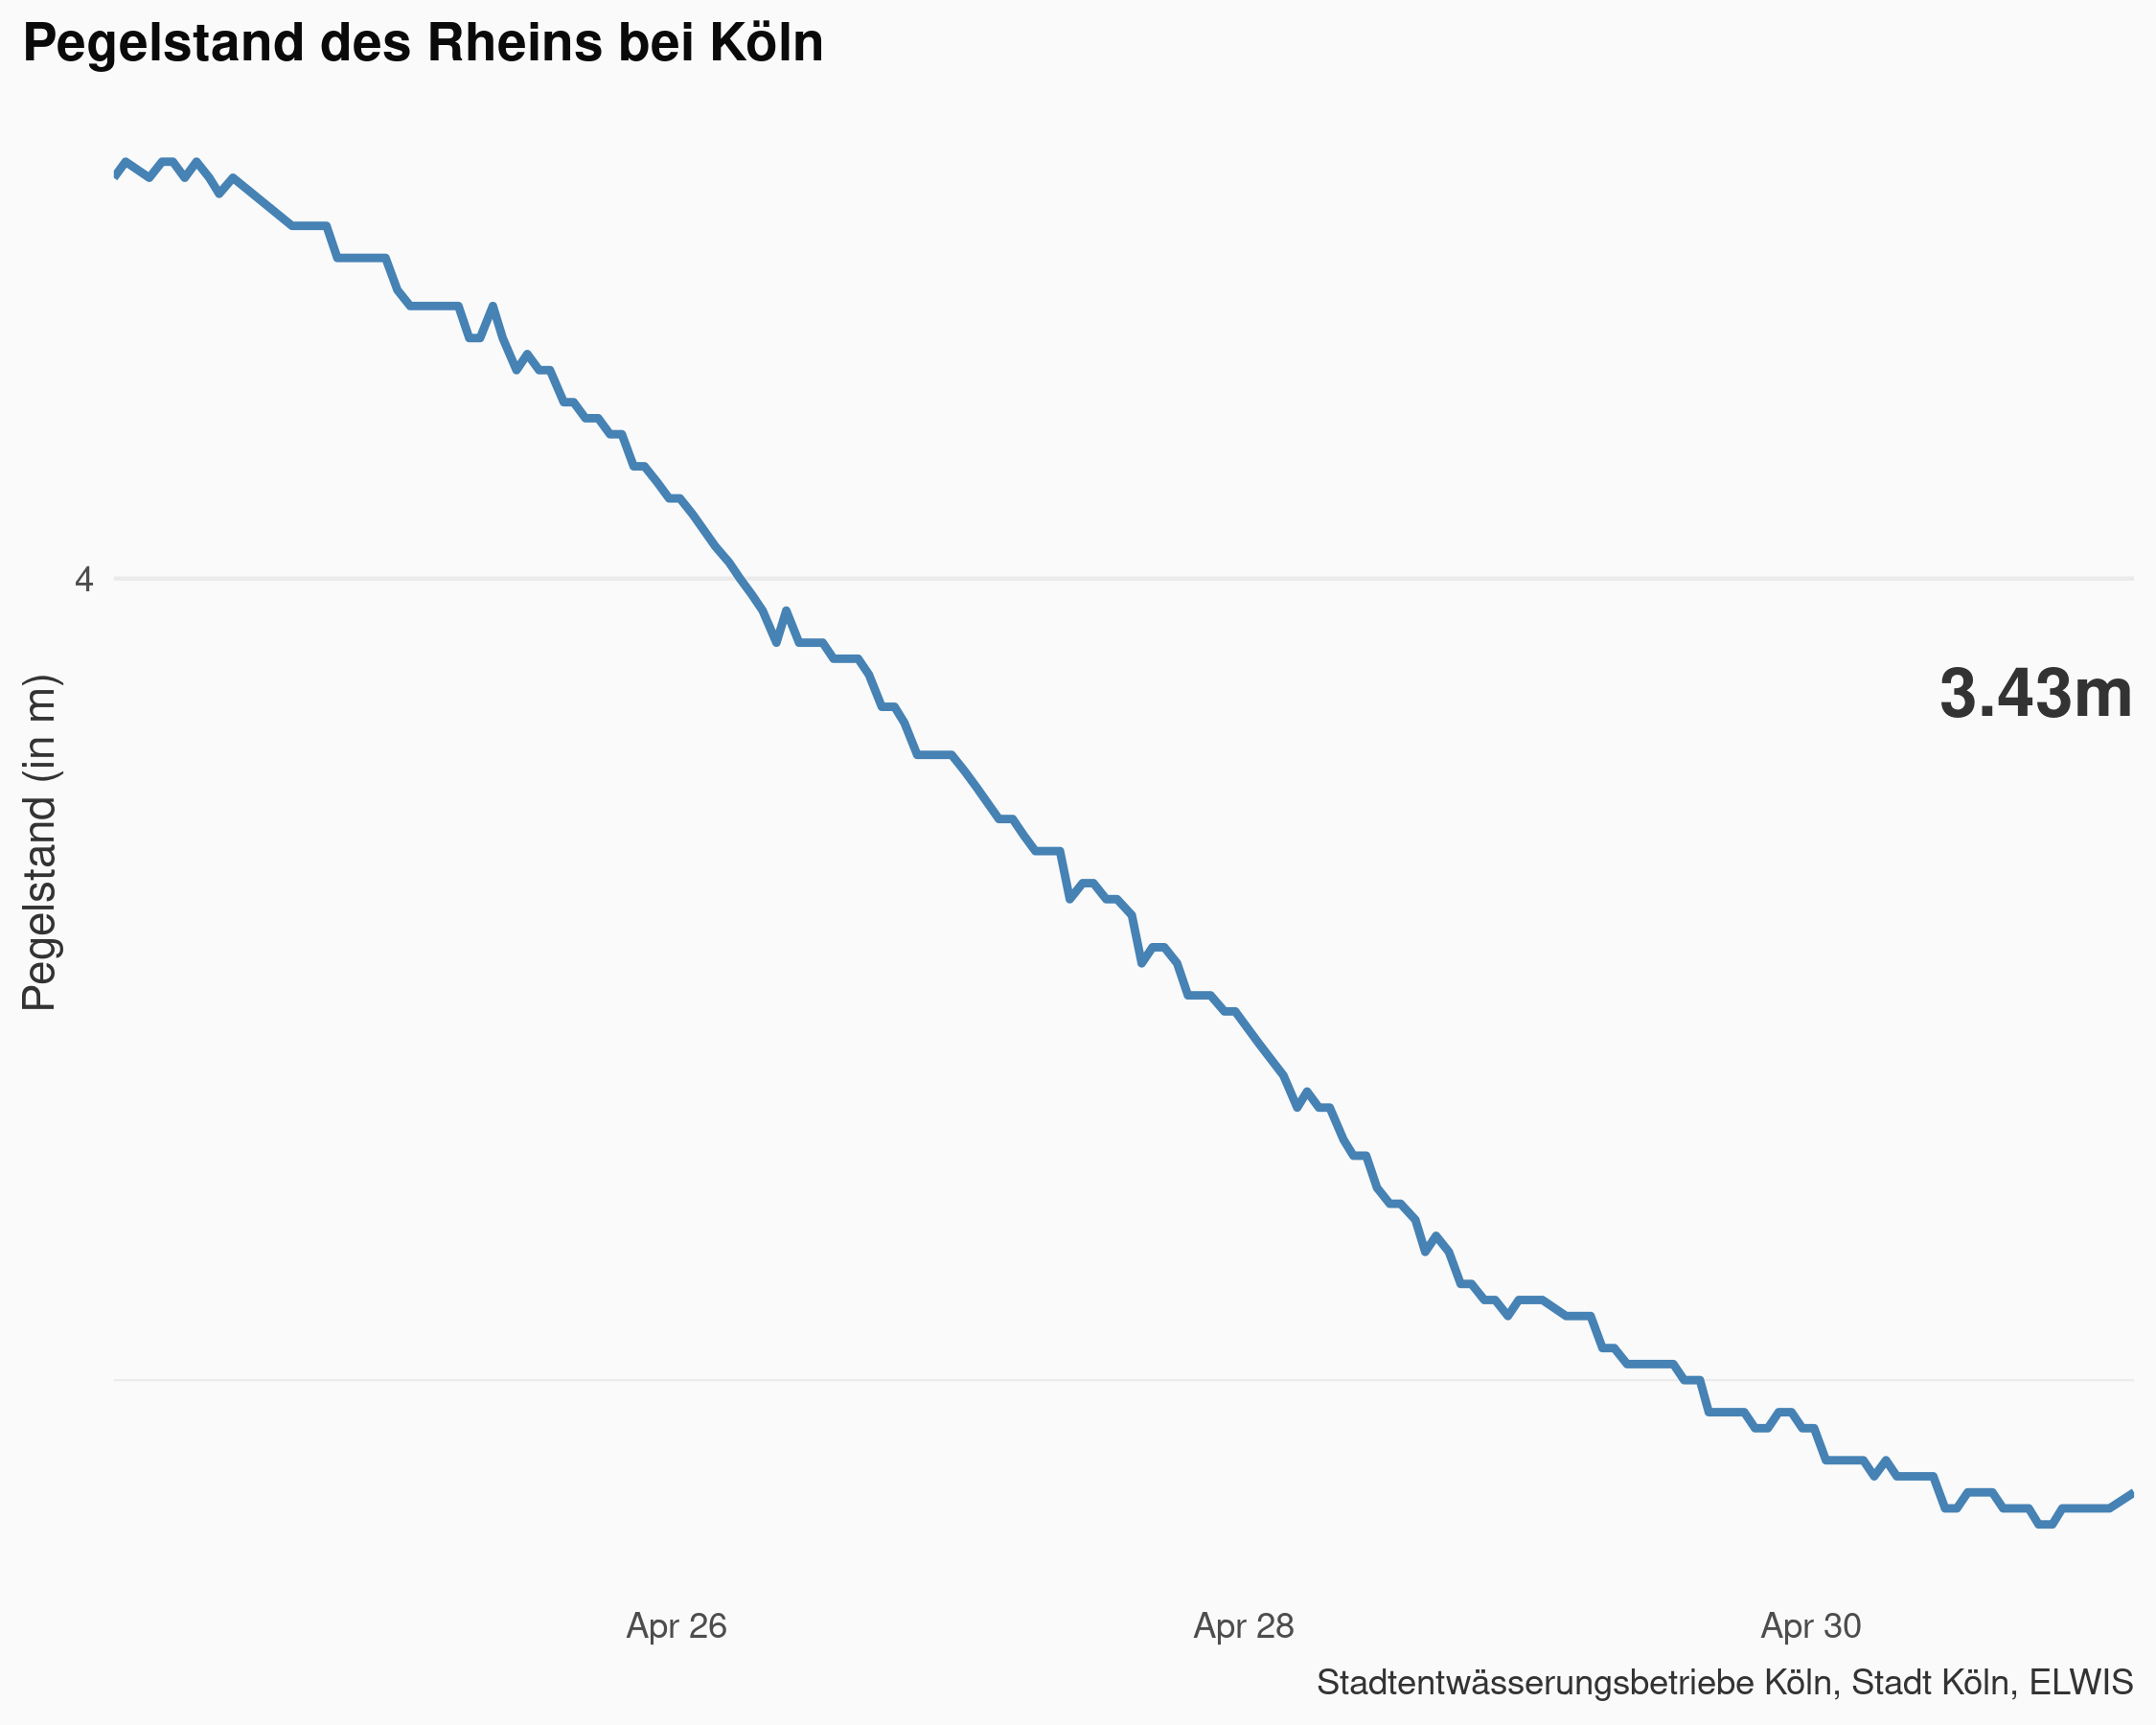 Pegelstand des Rheins bei Köln
4
3.43m
Pegelstand (in m)
Apr 26
Apr 28
Apr 30
Stadtentwässerungsbetriebe Köln, Stadt Köln, ELWIS